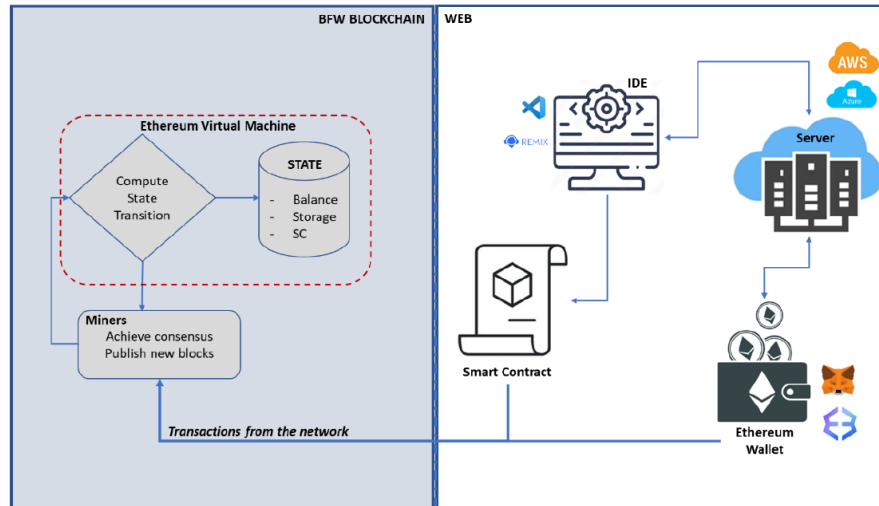 BFW BLOCKCHAIN
WEB
Ethereum Virtual Machine
Compute
State
Transition
STATE
- Balance
- Storage
- SC
Miners
Achieve consensus
Publish new blocks
Transactions from the network
IDE
REMIX
Smart Contract
AWS
Azure
Server
Ethereum
Wallet